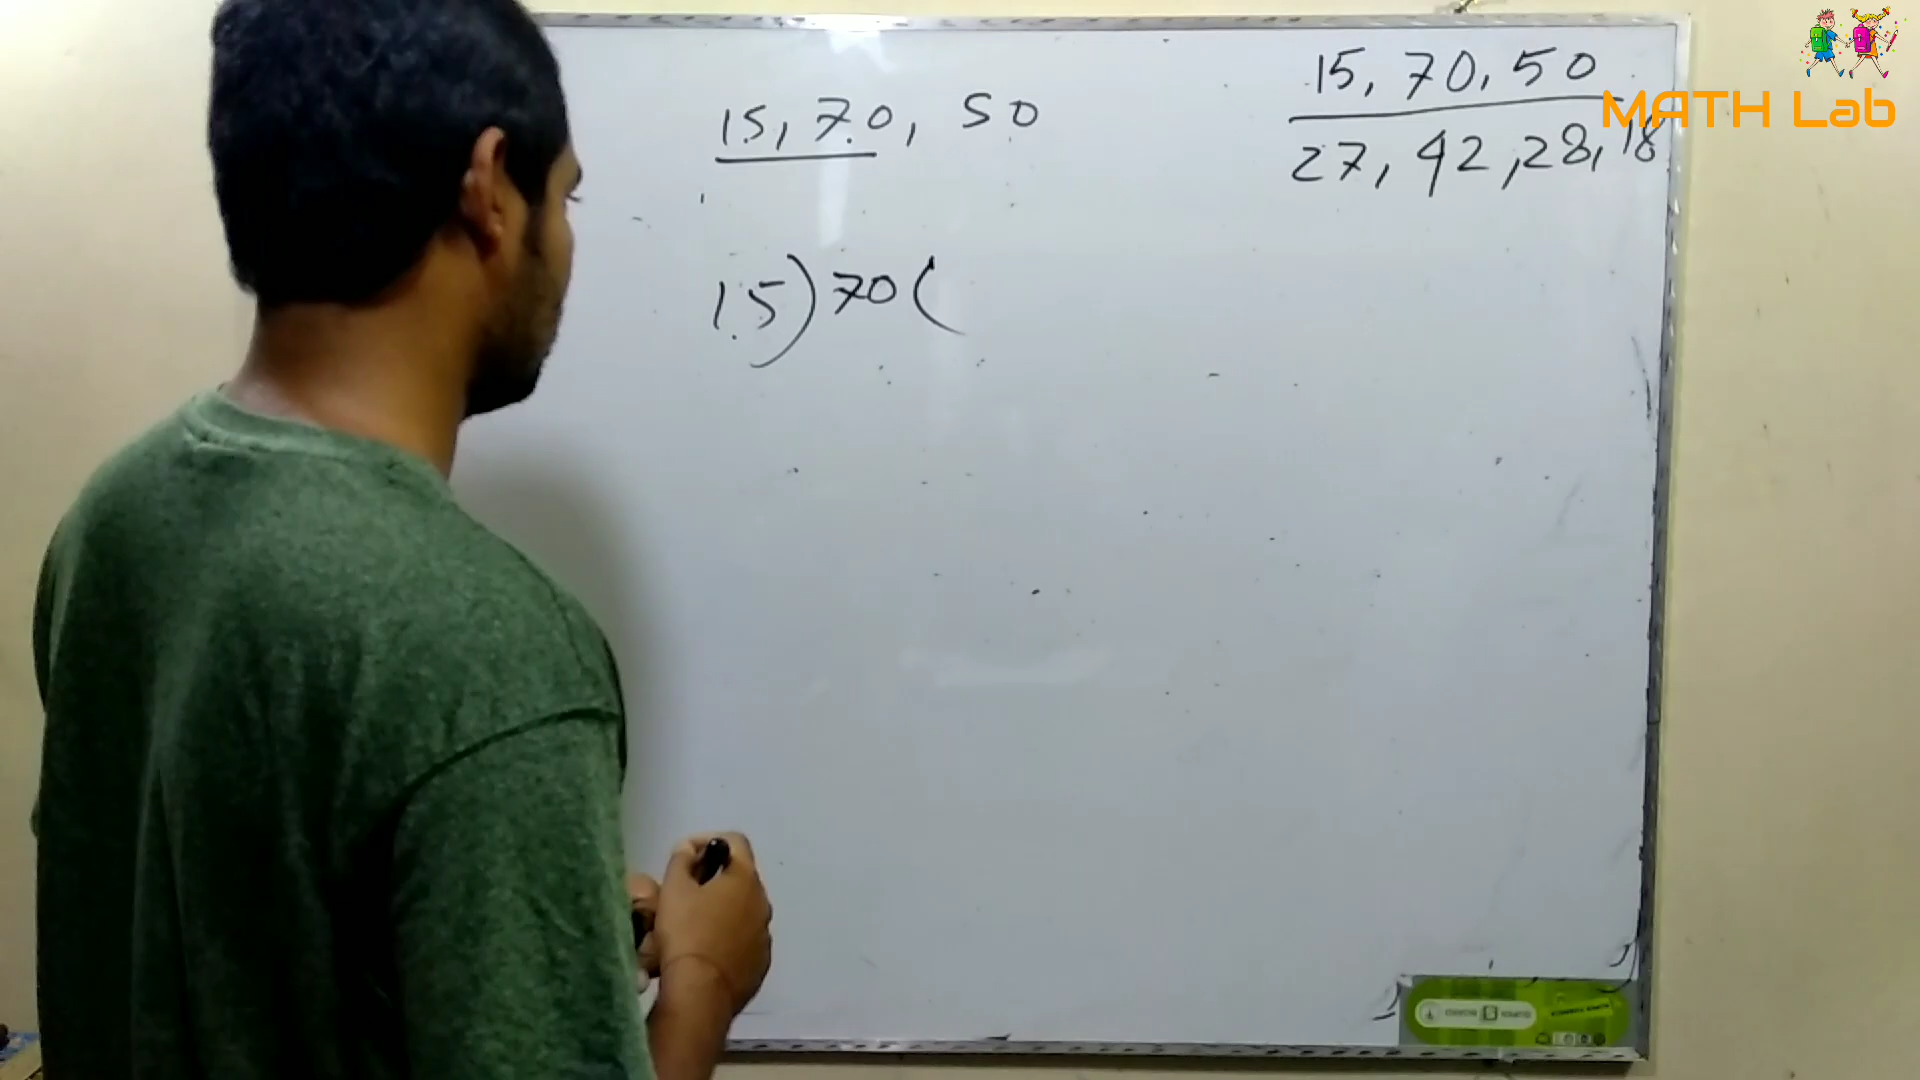 15, 70, 50
15, 70, 50
27, 42, 28, 18
15)70(
MATH Lab